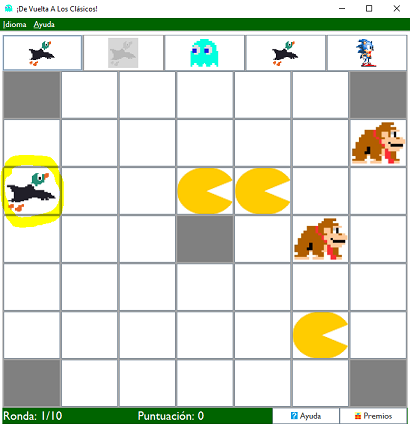 ¡De Vuelta A Los Clásicos!
Idioma Ayuda
Ronda: 1/10 Puntuación: 0 Ayuda Premios